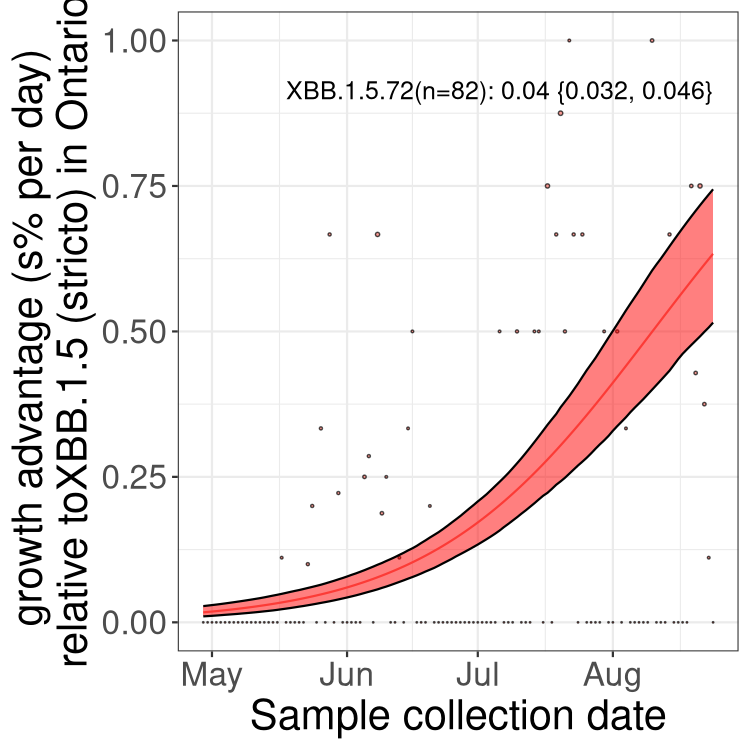 growth advantage (s% per day)
relative toXBB.1.5 (stricto) in Ontario
1.00
0.75
0.50
0.25
0.00
XBB.1.5.72(n=82): 0.04 {0.032, 0.046}
May Jun Jul Aug
Sample collection date